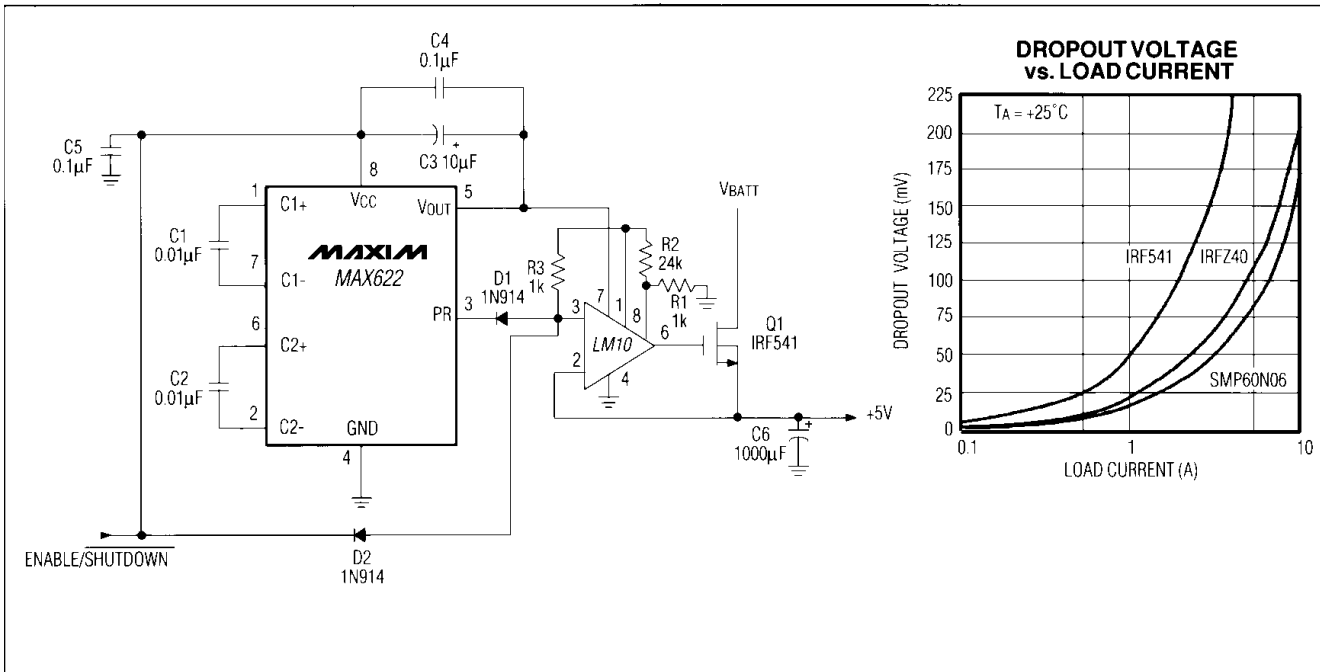 C4
0.1µF
C5
0.1µF
C3 10µF
+
8
1
C1+
VCC
5
VOUT
C1
0.01µF
7
C1-
MAXIM
MAX622
6
C2+
C2
0.01µF
2
C2-
GND
4
PR
3
D1
1N914
R3
1k
R2
24k
R1
1k
3
7
1
8
2
LM10
6
4
VBATT
Q1
IRF541
+5V
C6
1000µF
+
ENABLE/SHUTDOWN
D2
1N914
DROPOUT VOLTAGE
vs. LOAD CURRENT
TA = +25°C
225
200
175
150
125
100
75
50
25
0
DROPOUT VOLTAGE (mV)
IRF541
IRFZ40
SMP60N06
0.1
1
10
LOAD CURRENT (A)